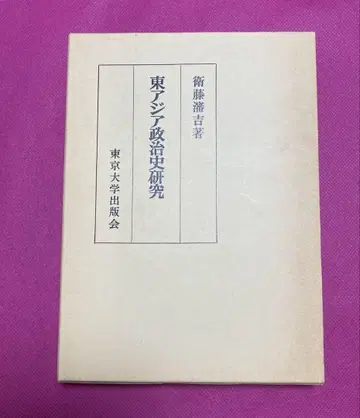 衛藤瀋吉著
東アジア政治史研究
東京大学出版会